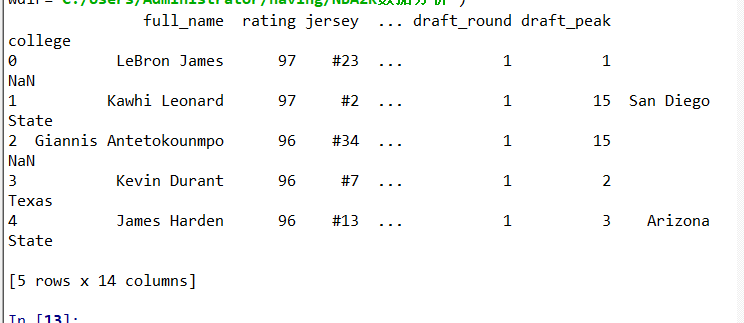 wdir='C:/Users/Administrator/having/NBA2K数据分析')
full_name rating jersey ... draft_round draft_peak
college
0 LeBron James 97 #23 ... 1 1
NaN
1 Kawhi Leonard 97 #2 ... 1 15 San Diego
State
2 Giannis Antetokounmpo 96 #34 ... 1 15
NaN
3 Kevin Durant 96 #7 ... 1 2
Texas
4 James Harden 96 #13 ... 1 3 Arizona
State
[5 rows x 14 columns]
In [13]: